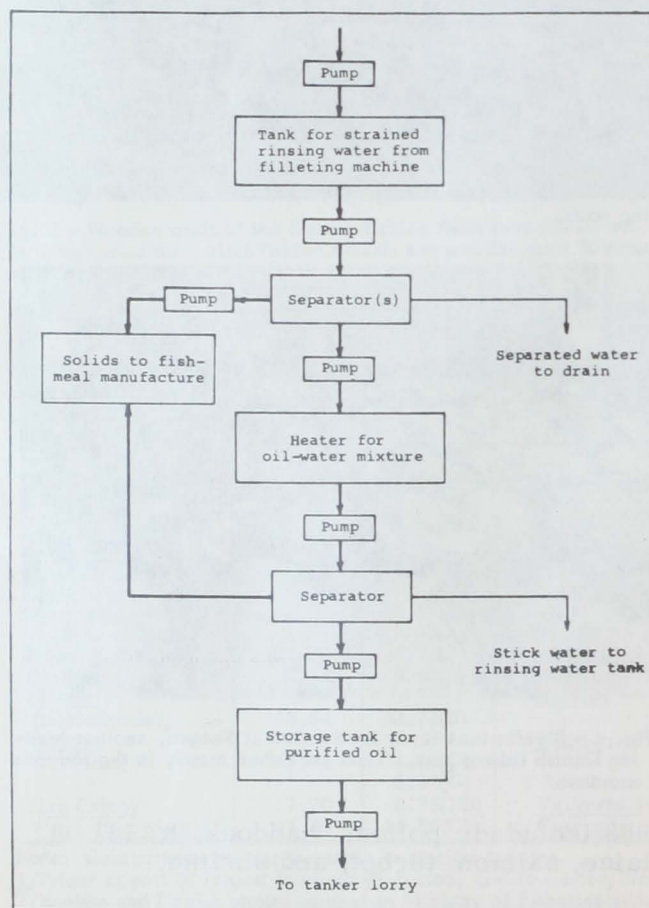 Pump
Tank for strained
rinsing water from
filleting machine
Pump
Pump
Separator(s)
Solids to fish-
meal manufacture
Separated water
to drain
Pump
Heater for
oil-water mixture
Pump
Separator
Stick water to
rinsing water tank
Pump
Storage tank for
purified oil
Pump
To tanker lorry